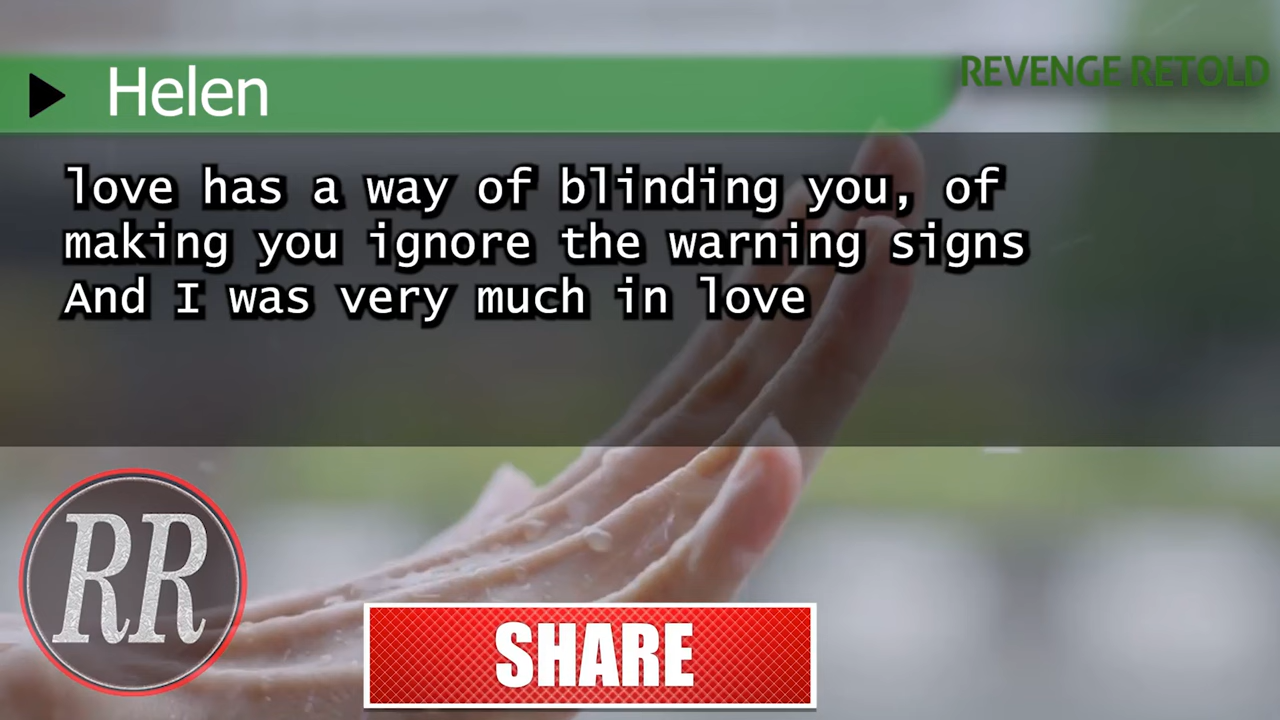 Helen
REVENGE RETOLD
love has a way of blinding you, of
making you ignore the warning signs
And I was very much in love
RR
SHARE